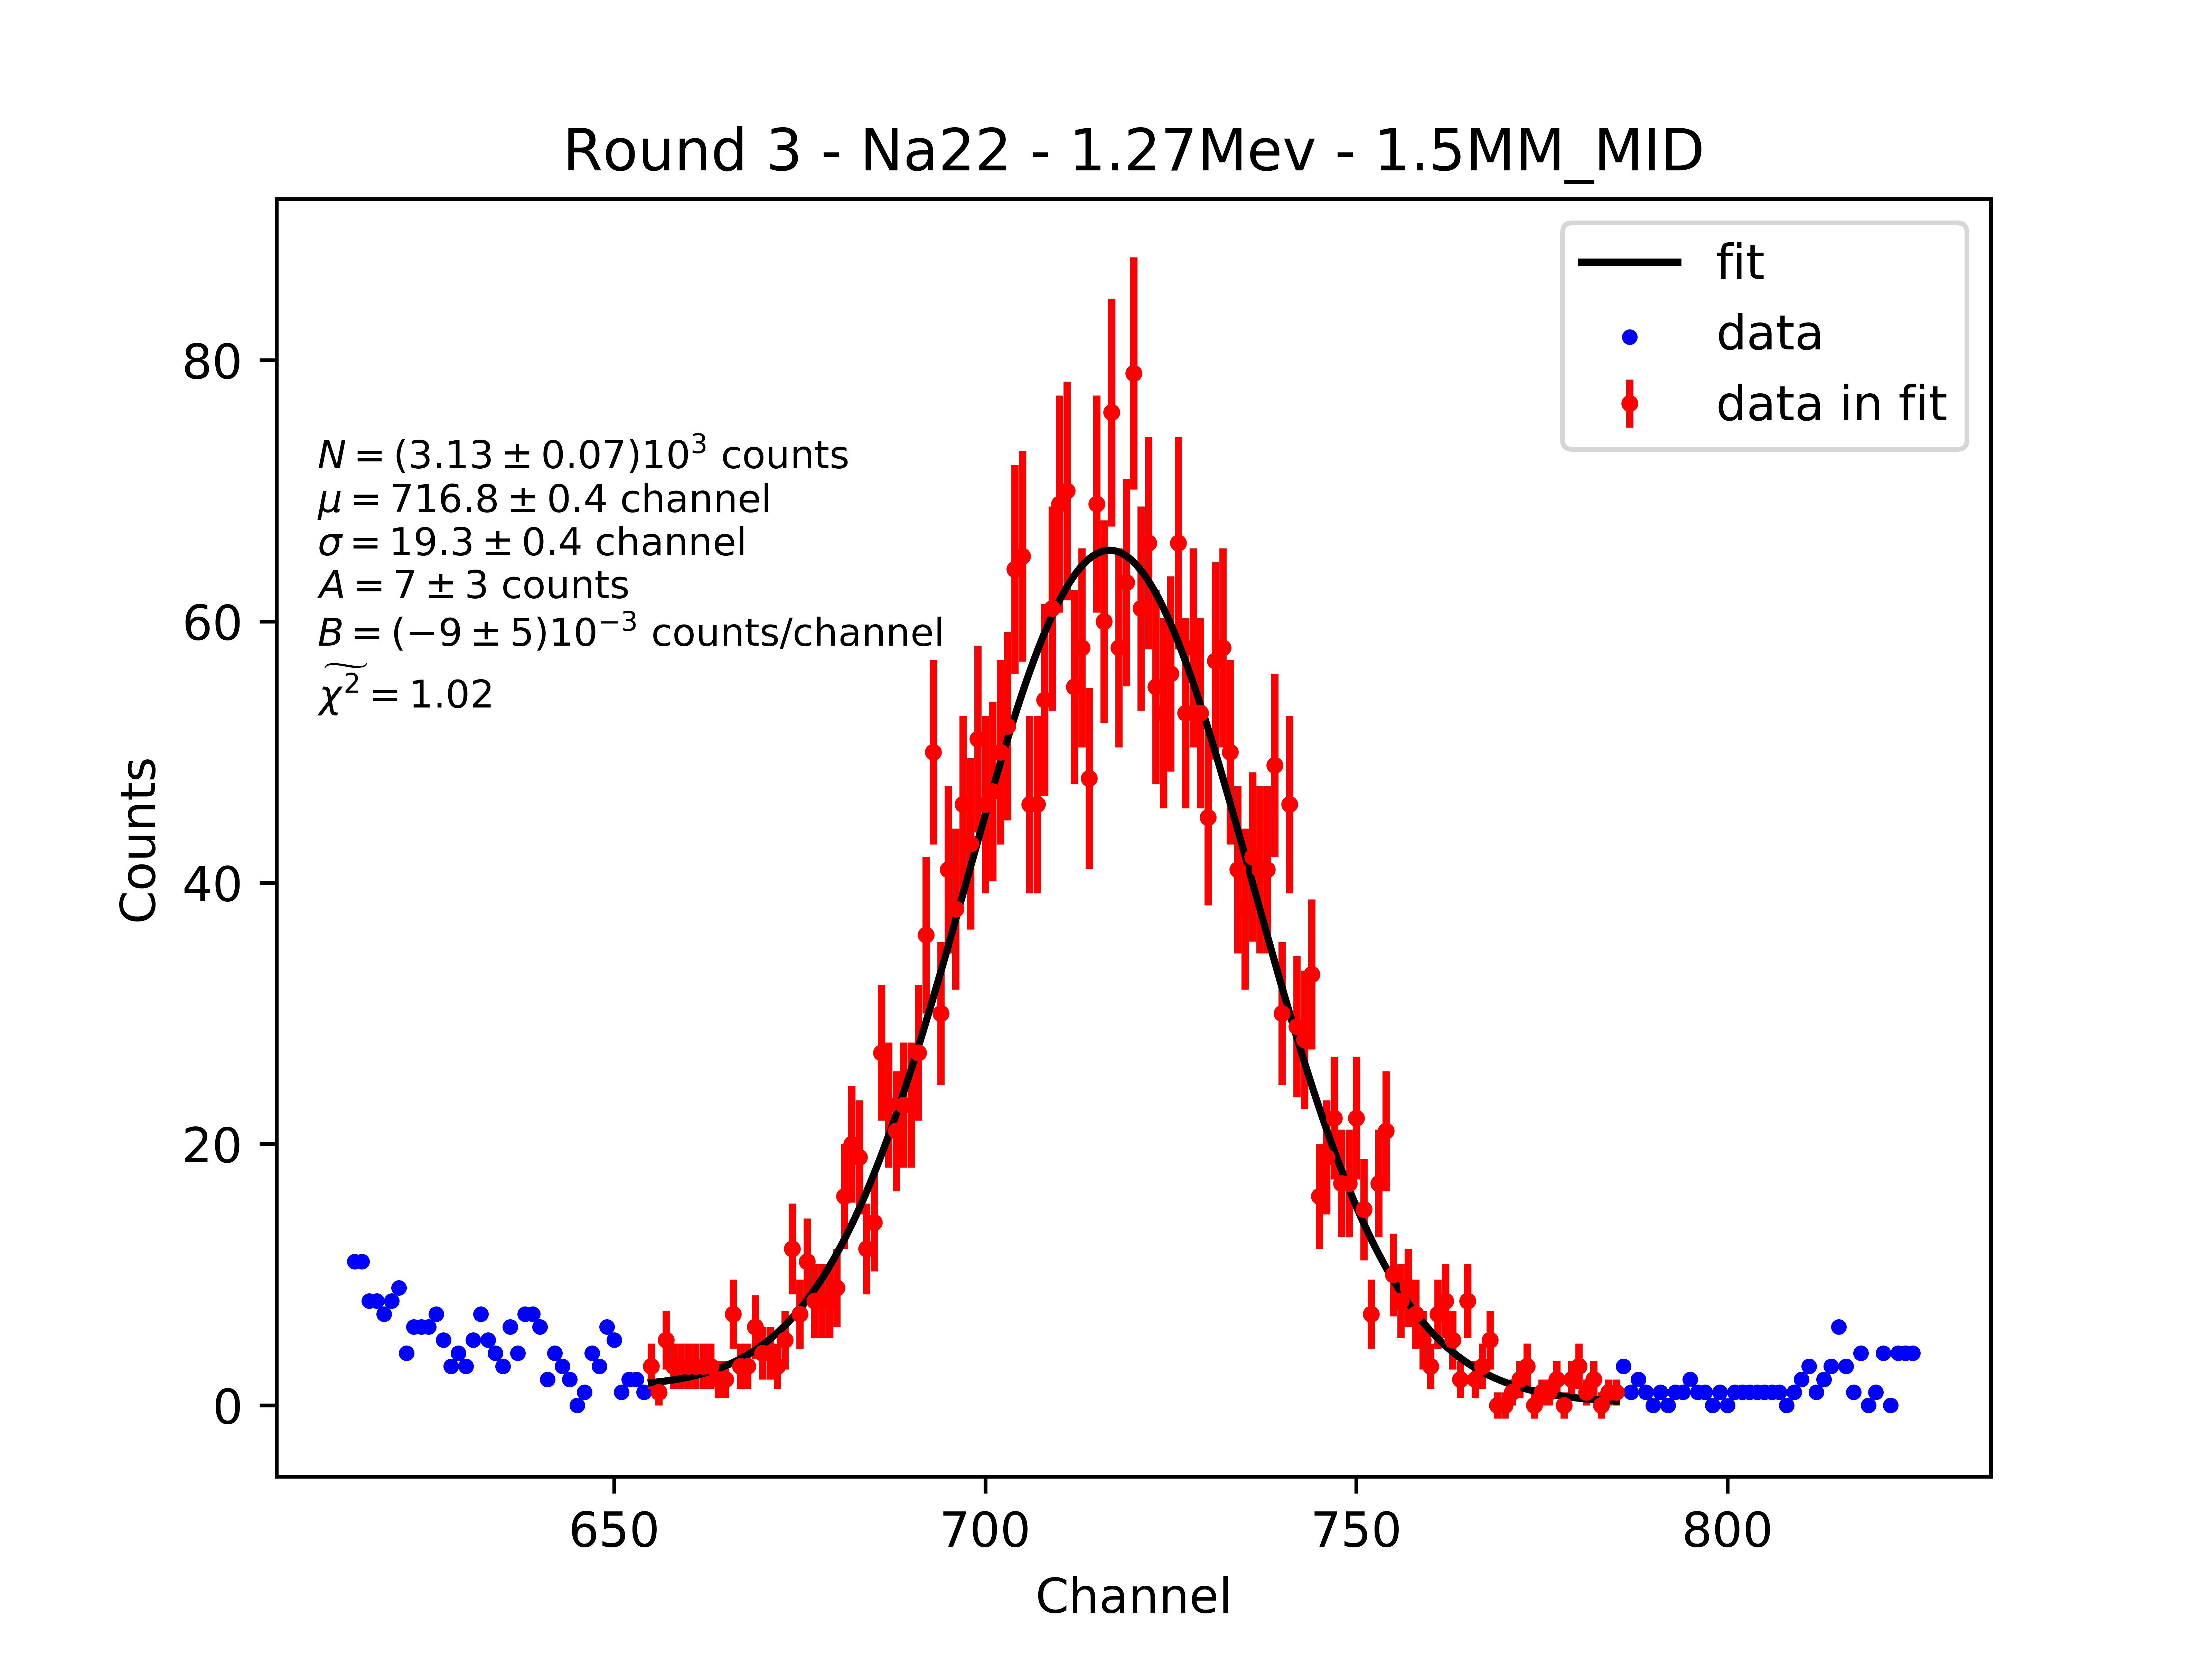 Round 3 - Na22 - 1.27Mev - 1.5MM_MID
fit
data
data in fit
N = (3.13 ± 0.07)10³ counts
μ = 716.8 ± 0.4 channel
σ = 19.3 ± 0.4 channel
A = 7 ± 3 counts
B = (−9 ± 5)10⁻³ counts/channel
χ̃² = 1.02
Counts
80
60
40
20
0
650 700 750 800
Channel